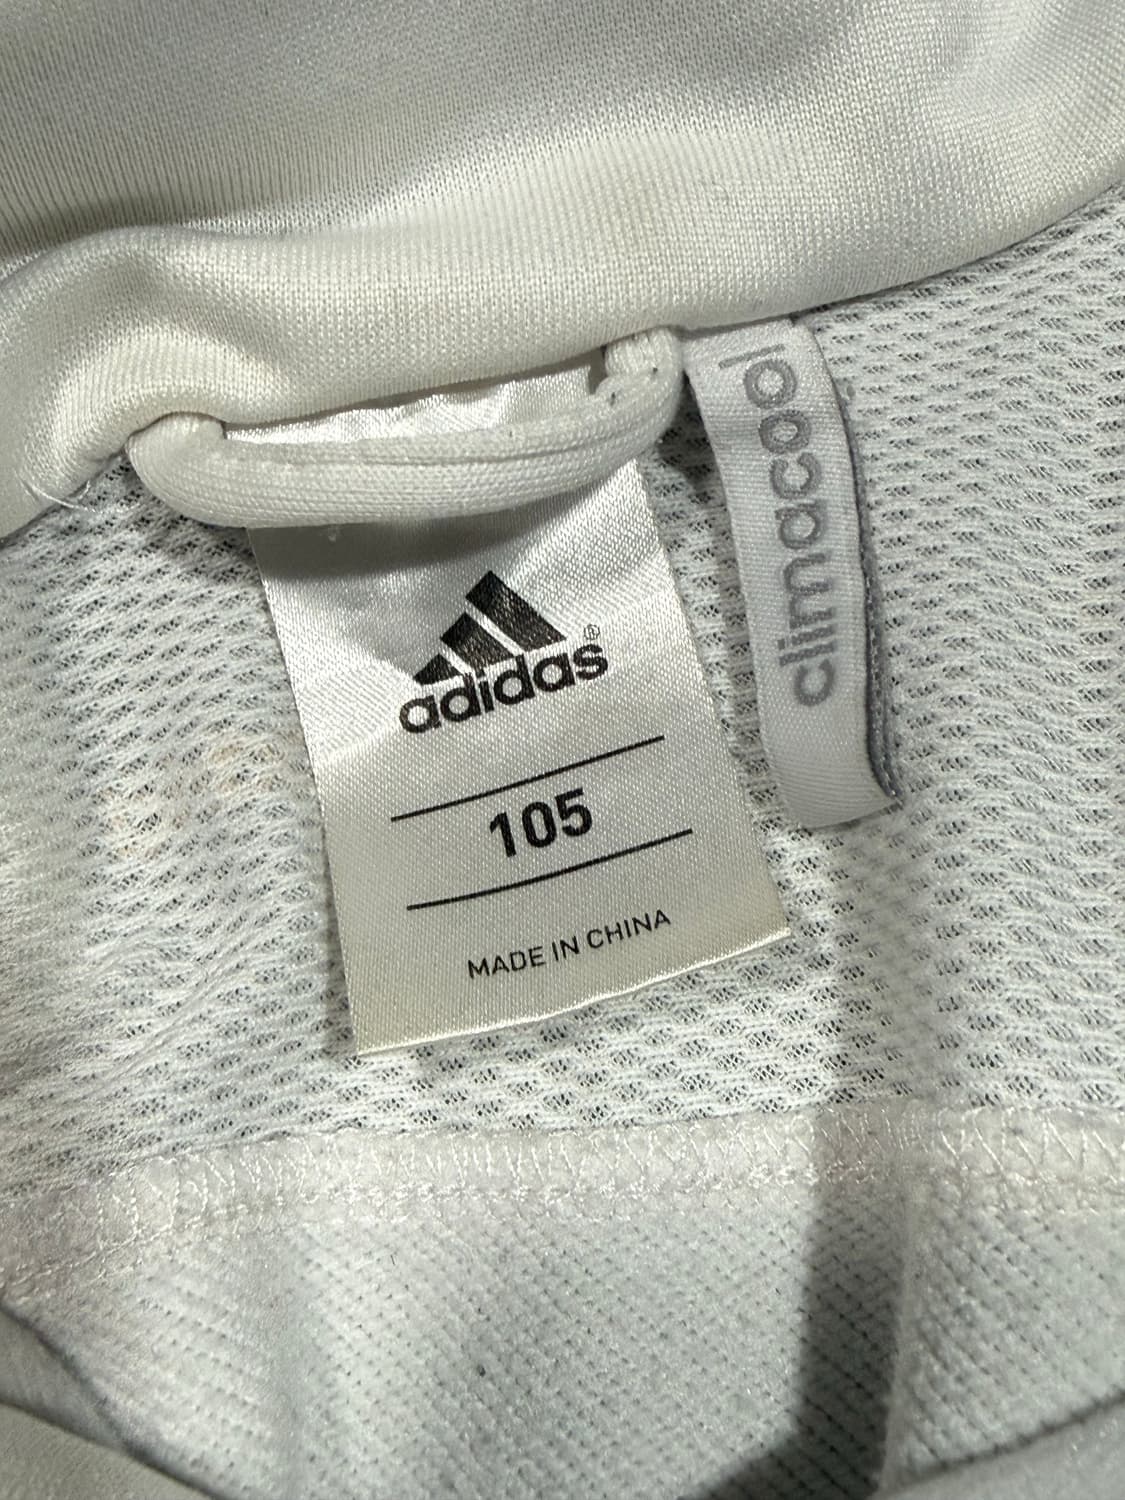 adidas®
105
MADE IN CHINA
climacool